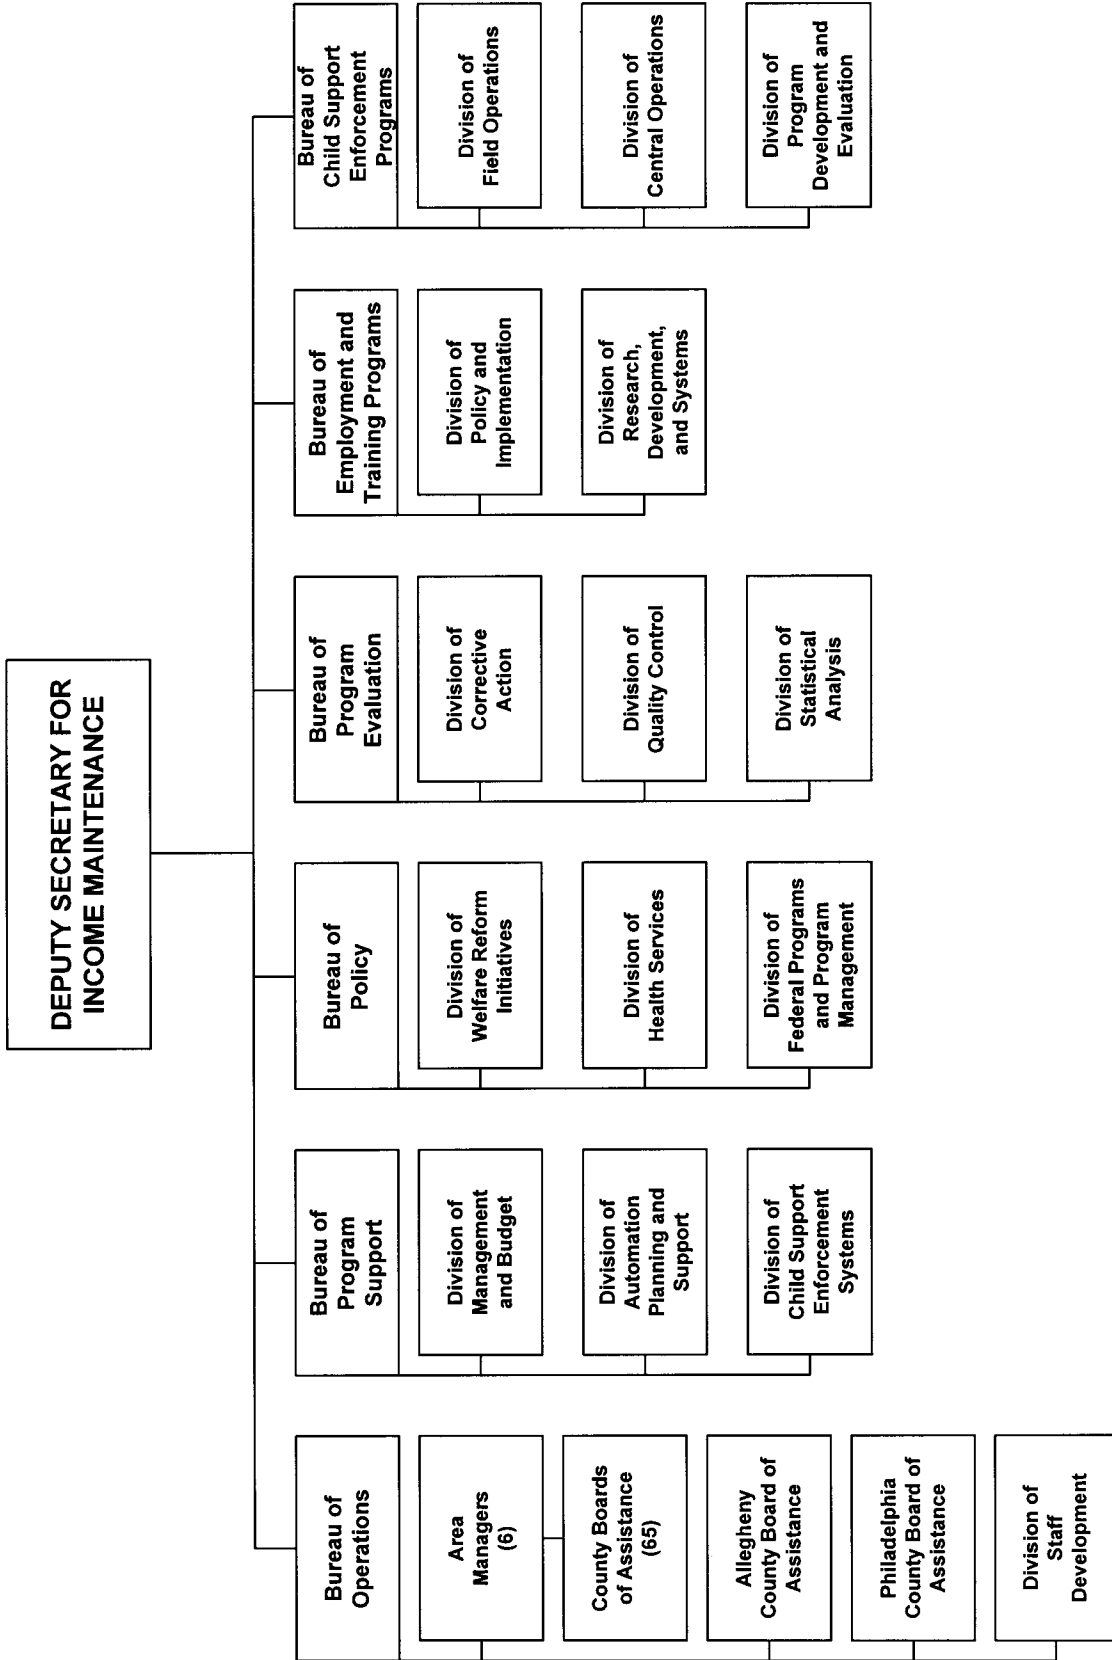 DEPUTY SECRETARY FOR
INCOME MAINTENANCE
Bureau of
Operations
Area
Managers
(6)
County Boards
of Assistance
(65)
Allegheny
County Board of
Assistance
Philadelphia
County Board of
Assistance
Division of
Staff
Development
Bureau of
Program
Support
Division of
Management
and Budget
Division of
Automation
Planning and
Support
Division of
Child Support
Enforcement
Systems
Bureau of
Policy
Division of
Welfare Reform
Initiatives
Division of
Health Services
Division of
Federal Programs
and Program
Management
Bureau of
Program
Evaluation
Division of
Corrective
Action
Division of
Quality Control
Division of
Statistical
Analysis
Bureau of
Employment and
Training Programs
Division of
Policy and
Implementation
Division of
Research,
Development,
and Systems
Bureau of
Child Support
Enforcement
Programs
Division of
Field Operations
Division of
Central Operations
Division of
Program
Development and
Evaluation